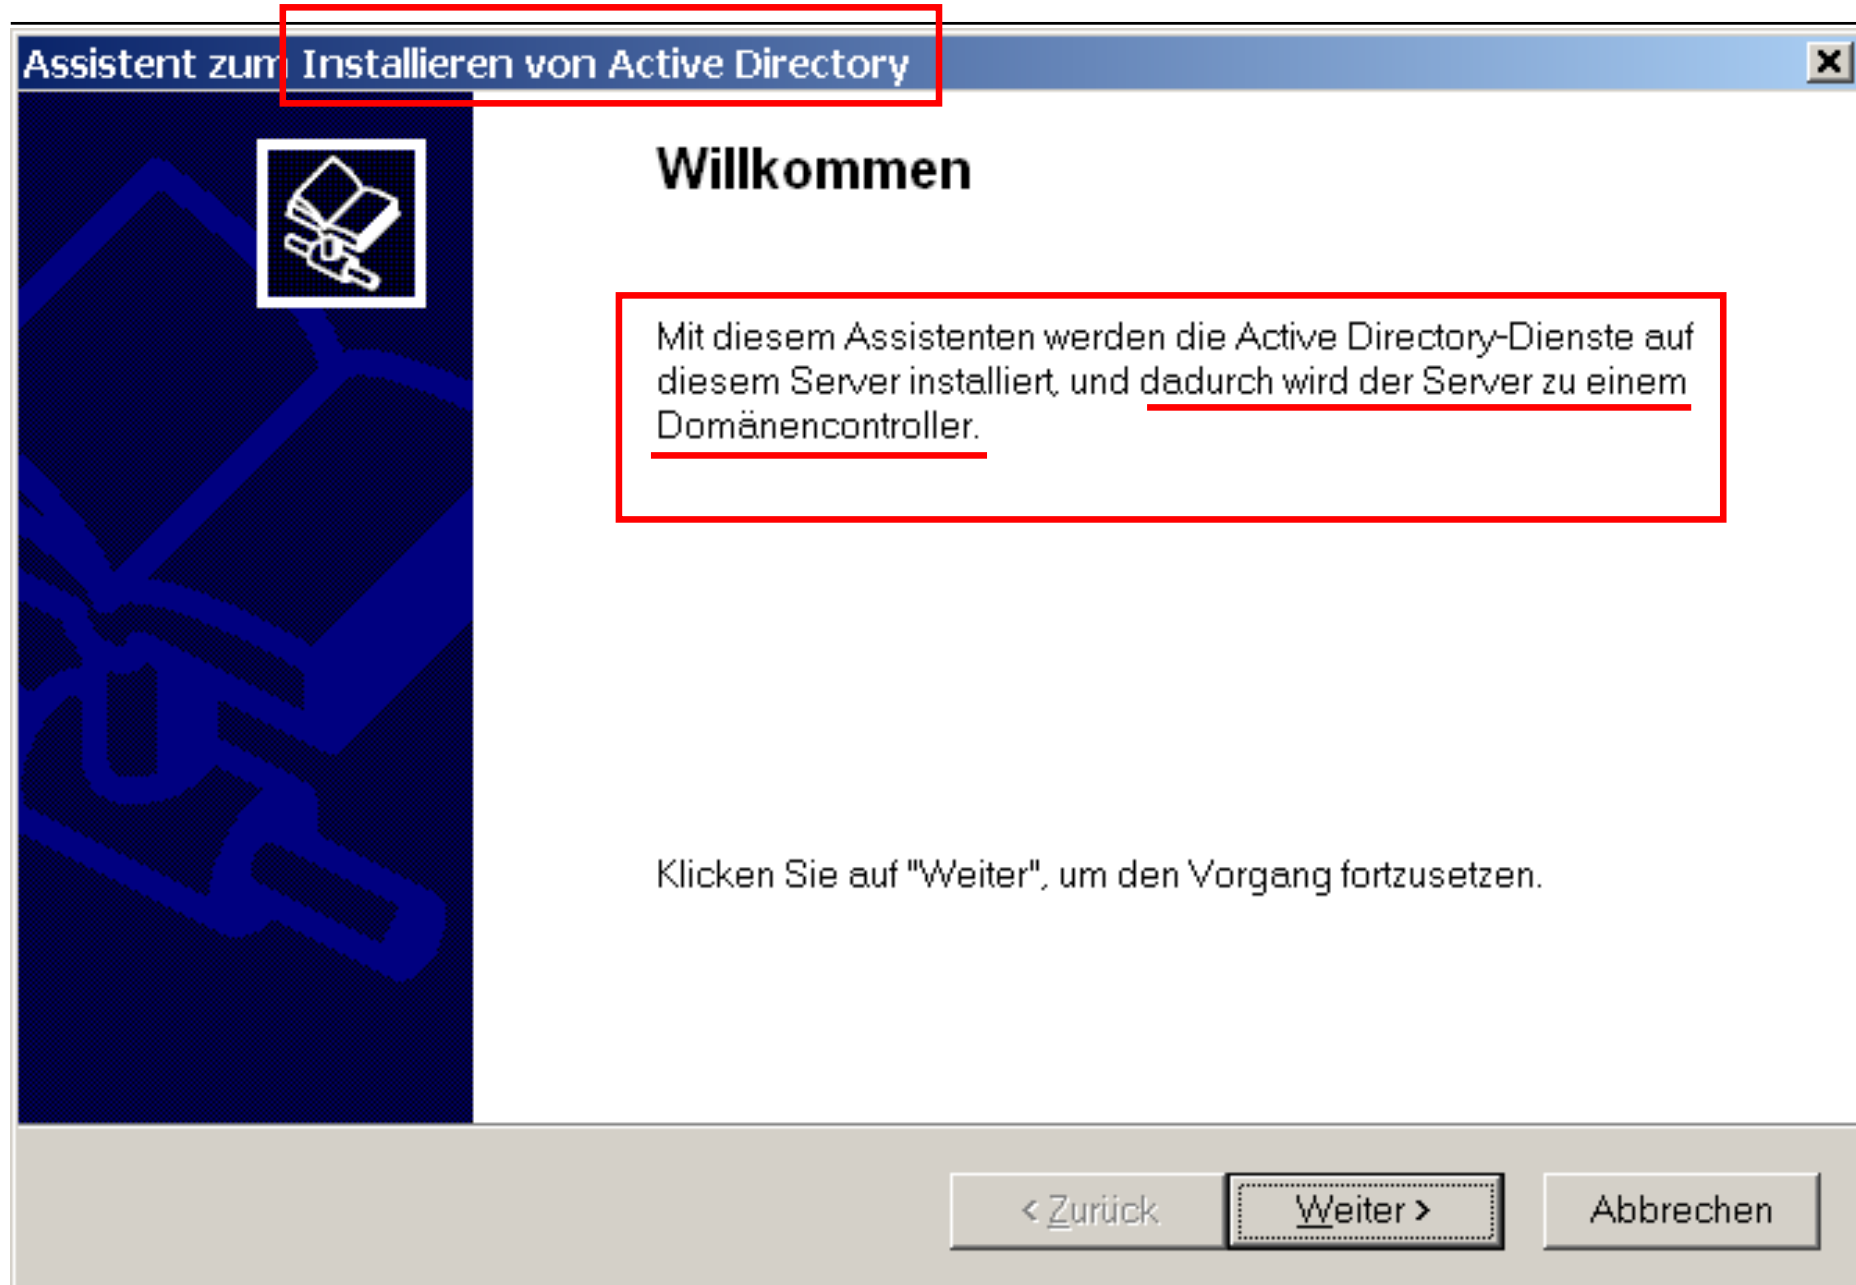 Assistent zum Installieren von Active Directory
Willkommen
Mit diesem Assistenten werden die Active Directory-Dienste auf
diesem Server installiert, und dadurch wird der Server zu einem
Domänencontroller.
Klicken Sie auf "Weiter", um den Vorgang fortzusetzen.
< Zurück Weiter > Abbrechen